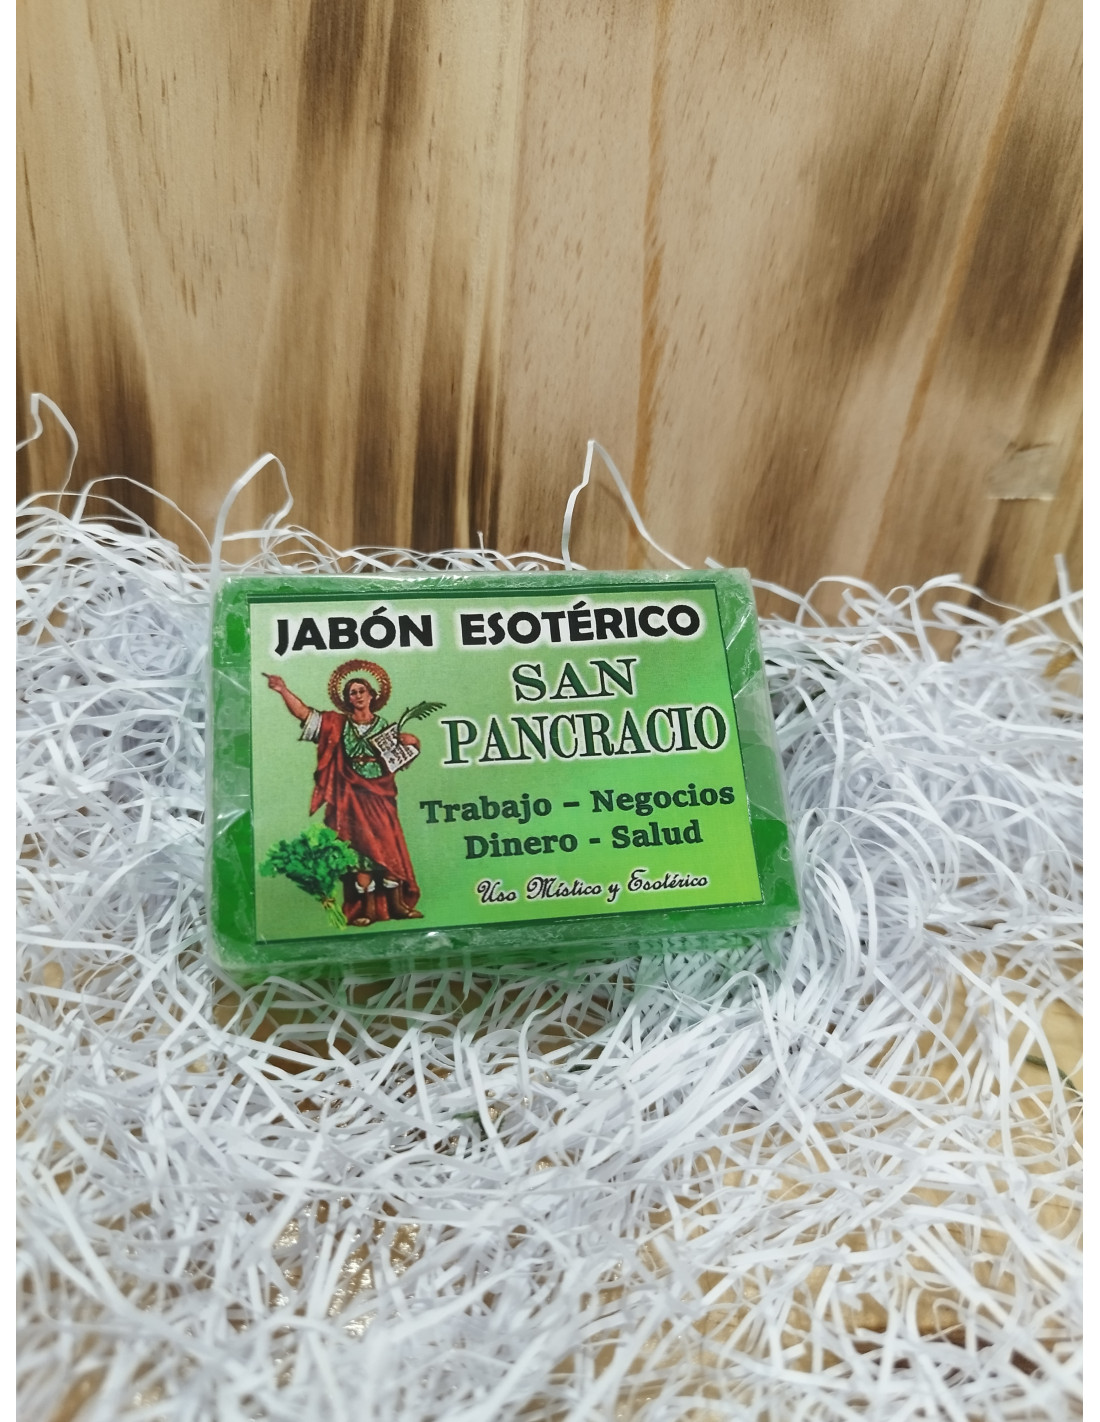 JABÓN ESOTÉRICO
SAN
PANCRACIO
Trabajo – Negocios
Dinero - Salud
Uso Místico y Esotérico